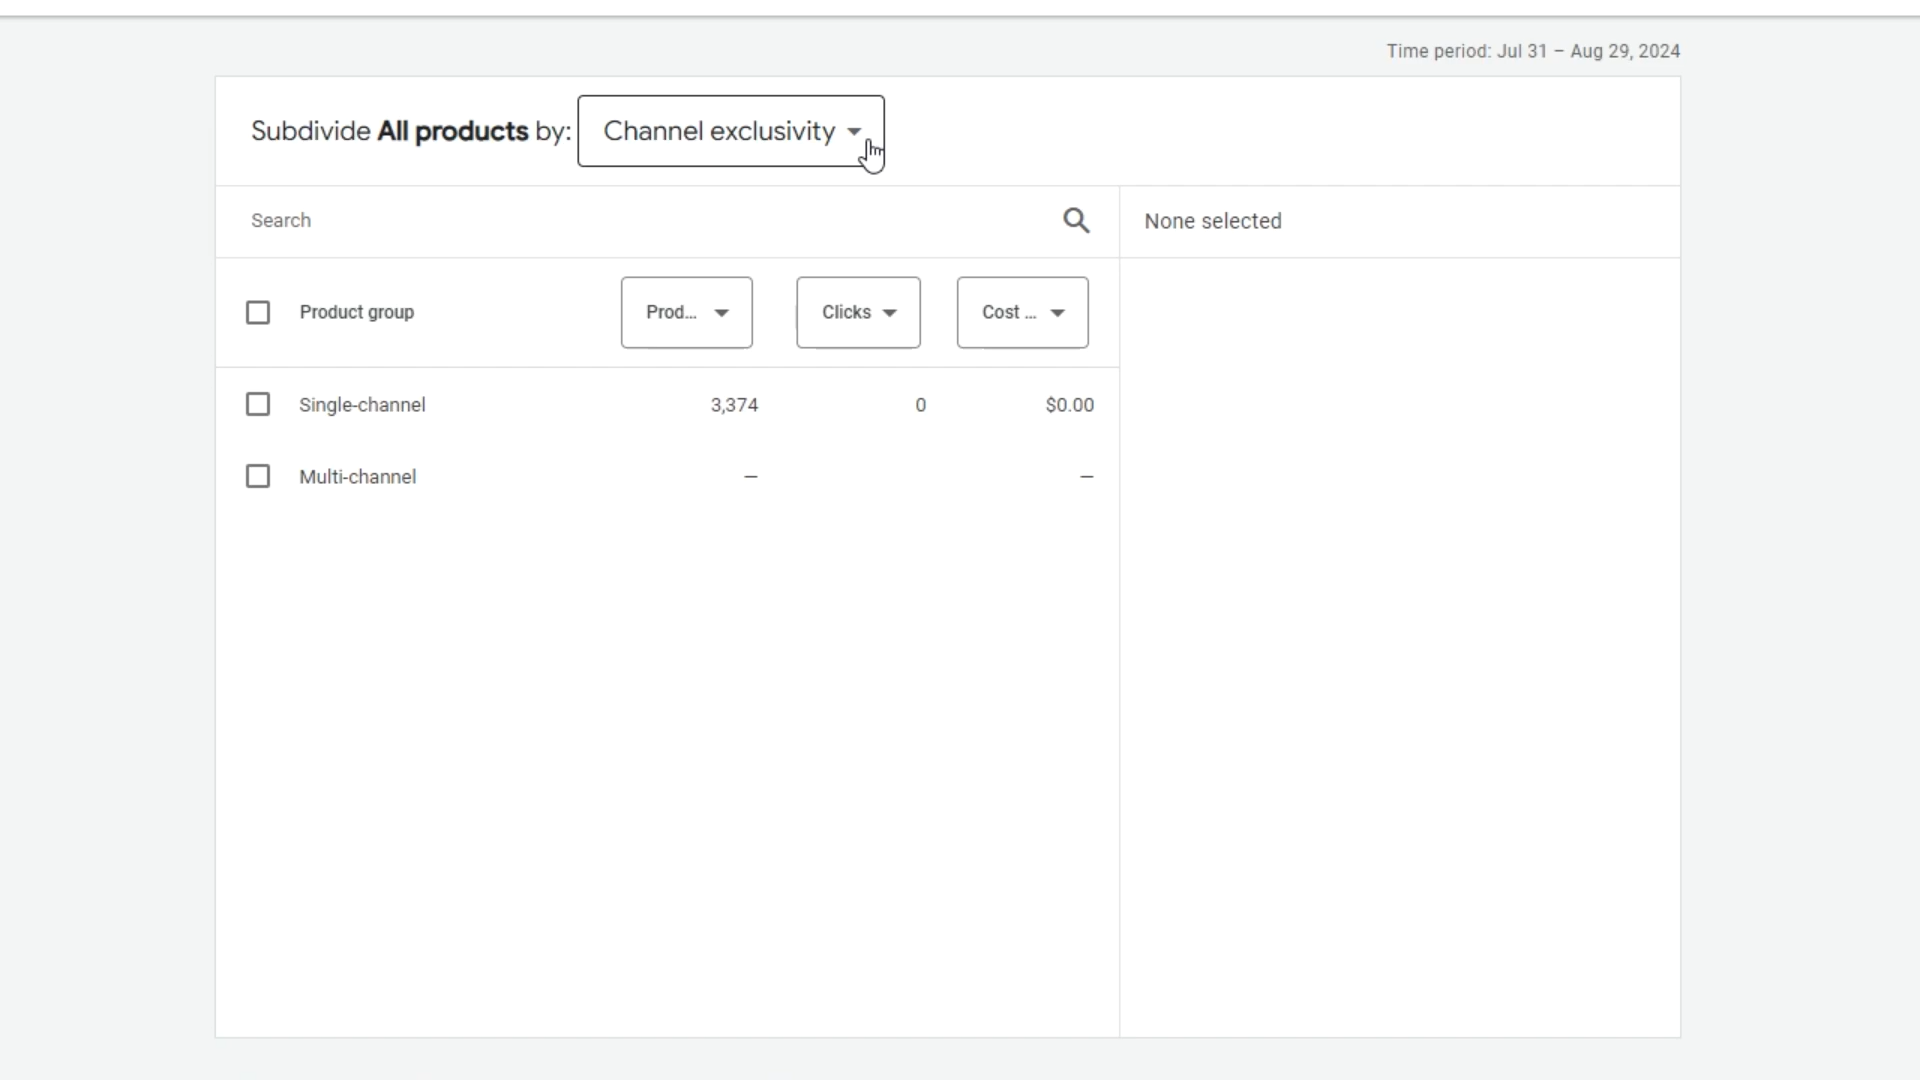 Time period: Jul 31 – Aug 29, 2024
Subdivide All products by: Channel exclusivity
Search
None selected
Product group Prod... Clicks Cost ...
Single-channel 3,374 0 $0.00
Multi-channel – –